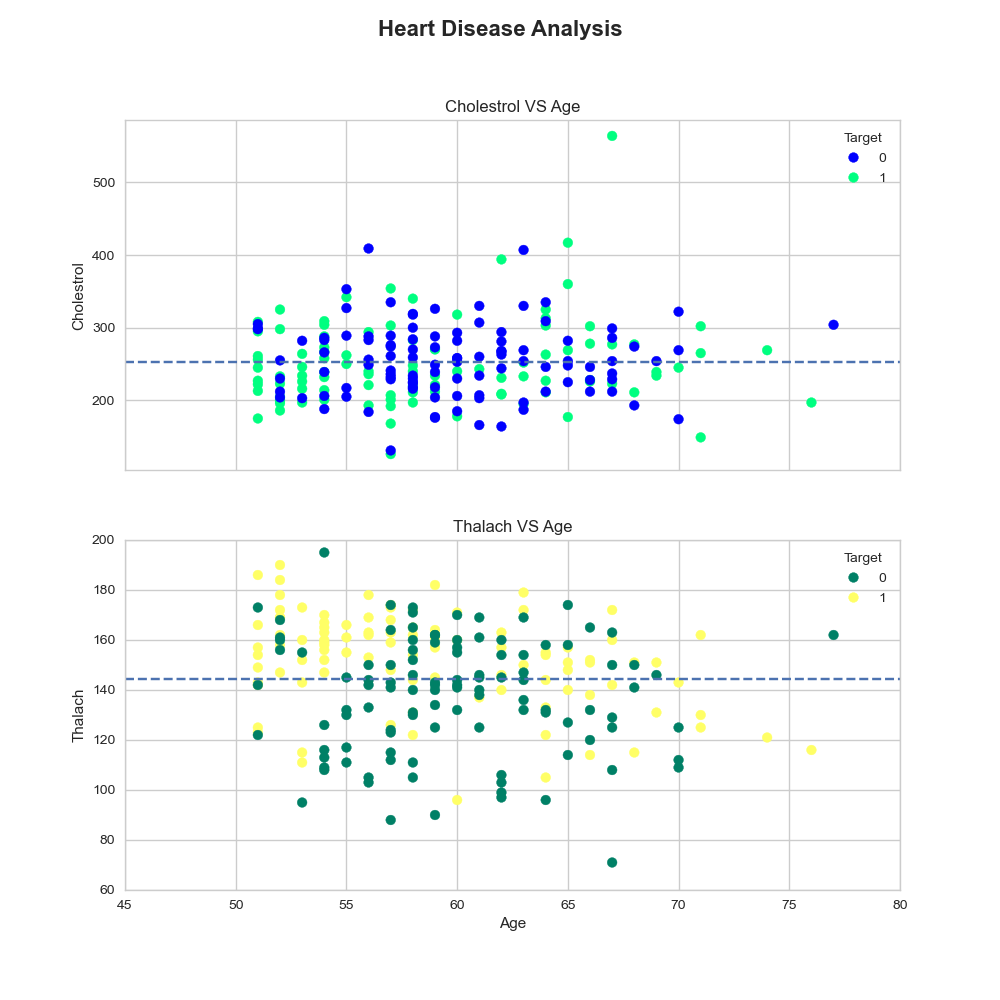 Heart Disease Analysis
Cholestrol VS Age
Target
0
1
500
400
300
200
Cholestrol
Thalach VS Age
Target
0
1
200
180
160
140
120
100
80
60
Thalach
45 50 55 60 65 70 75 80
Age